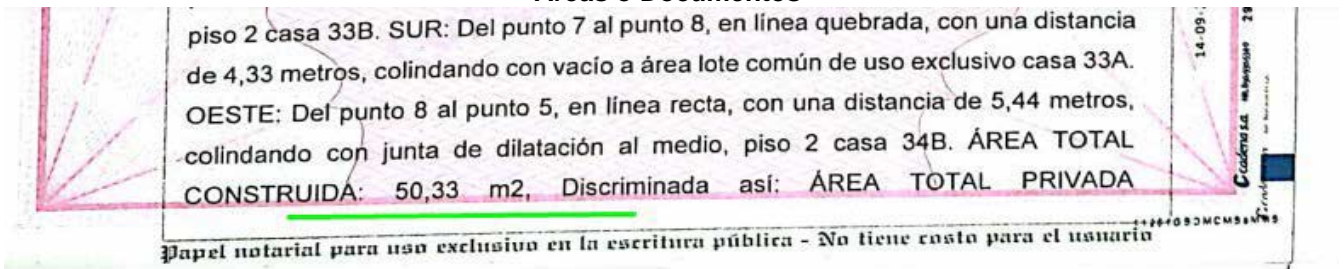 piso 2 casa 33B. SUR: Del punto 7 al punto 8, en línea quebrada, con una distancia
de 4,33 metros, colindando con vacío a área lote común de uso exclusivo casa 33A.
OESTE: Del punto 8 al punto 5, en línea recta, con una distancia de 5,44 metros,
colindando con junta de dilatación al medio, piso 2 casa 34B. ÁREA TOTAL
CONSTRUIDA: 50,33 m2, Discriminada así: ÁREA TOTAL PRIVADA
Papel notarial para uso exclusivo en la escritura pública - No tiene costo para el usuario
14-09-
Cadena s.a.